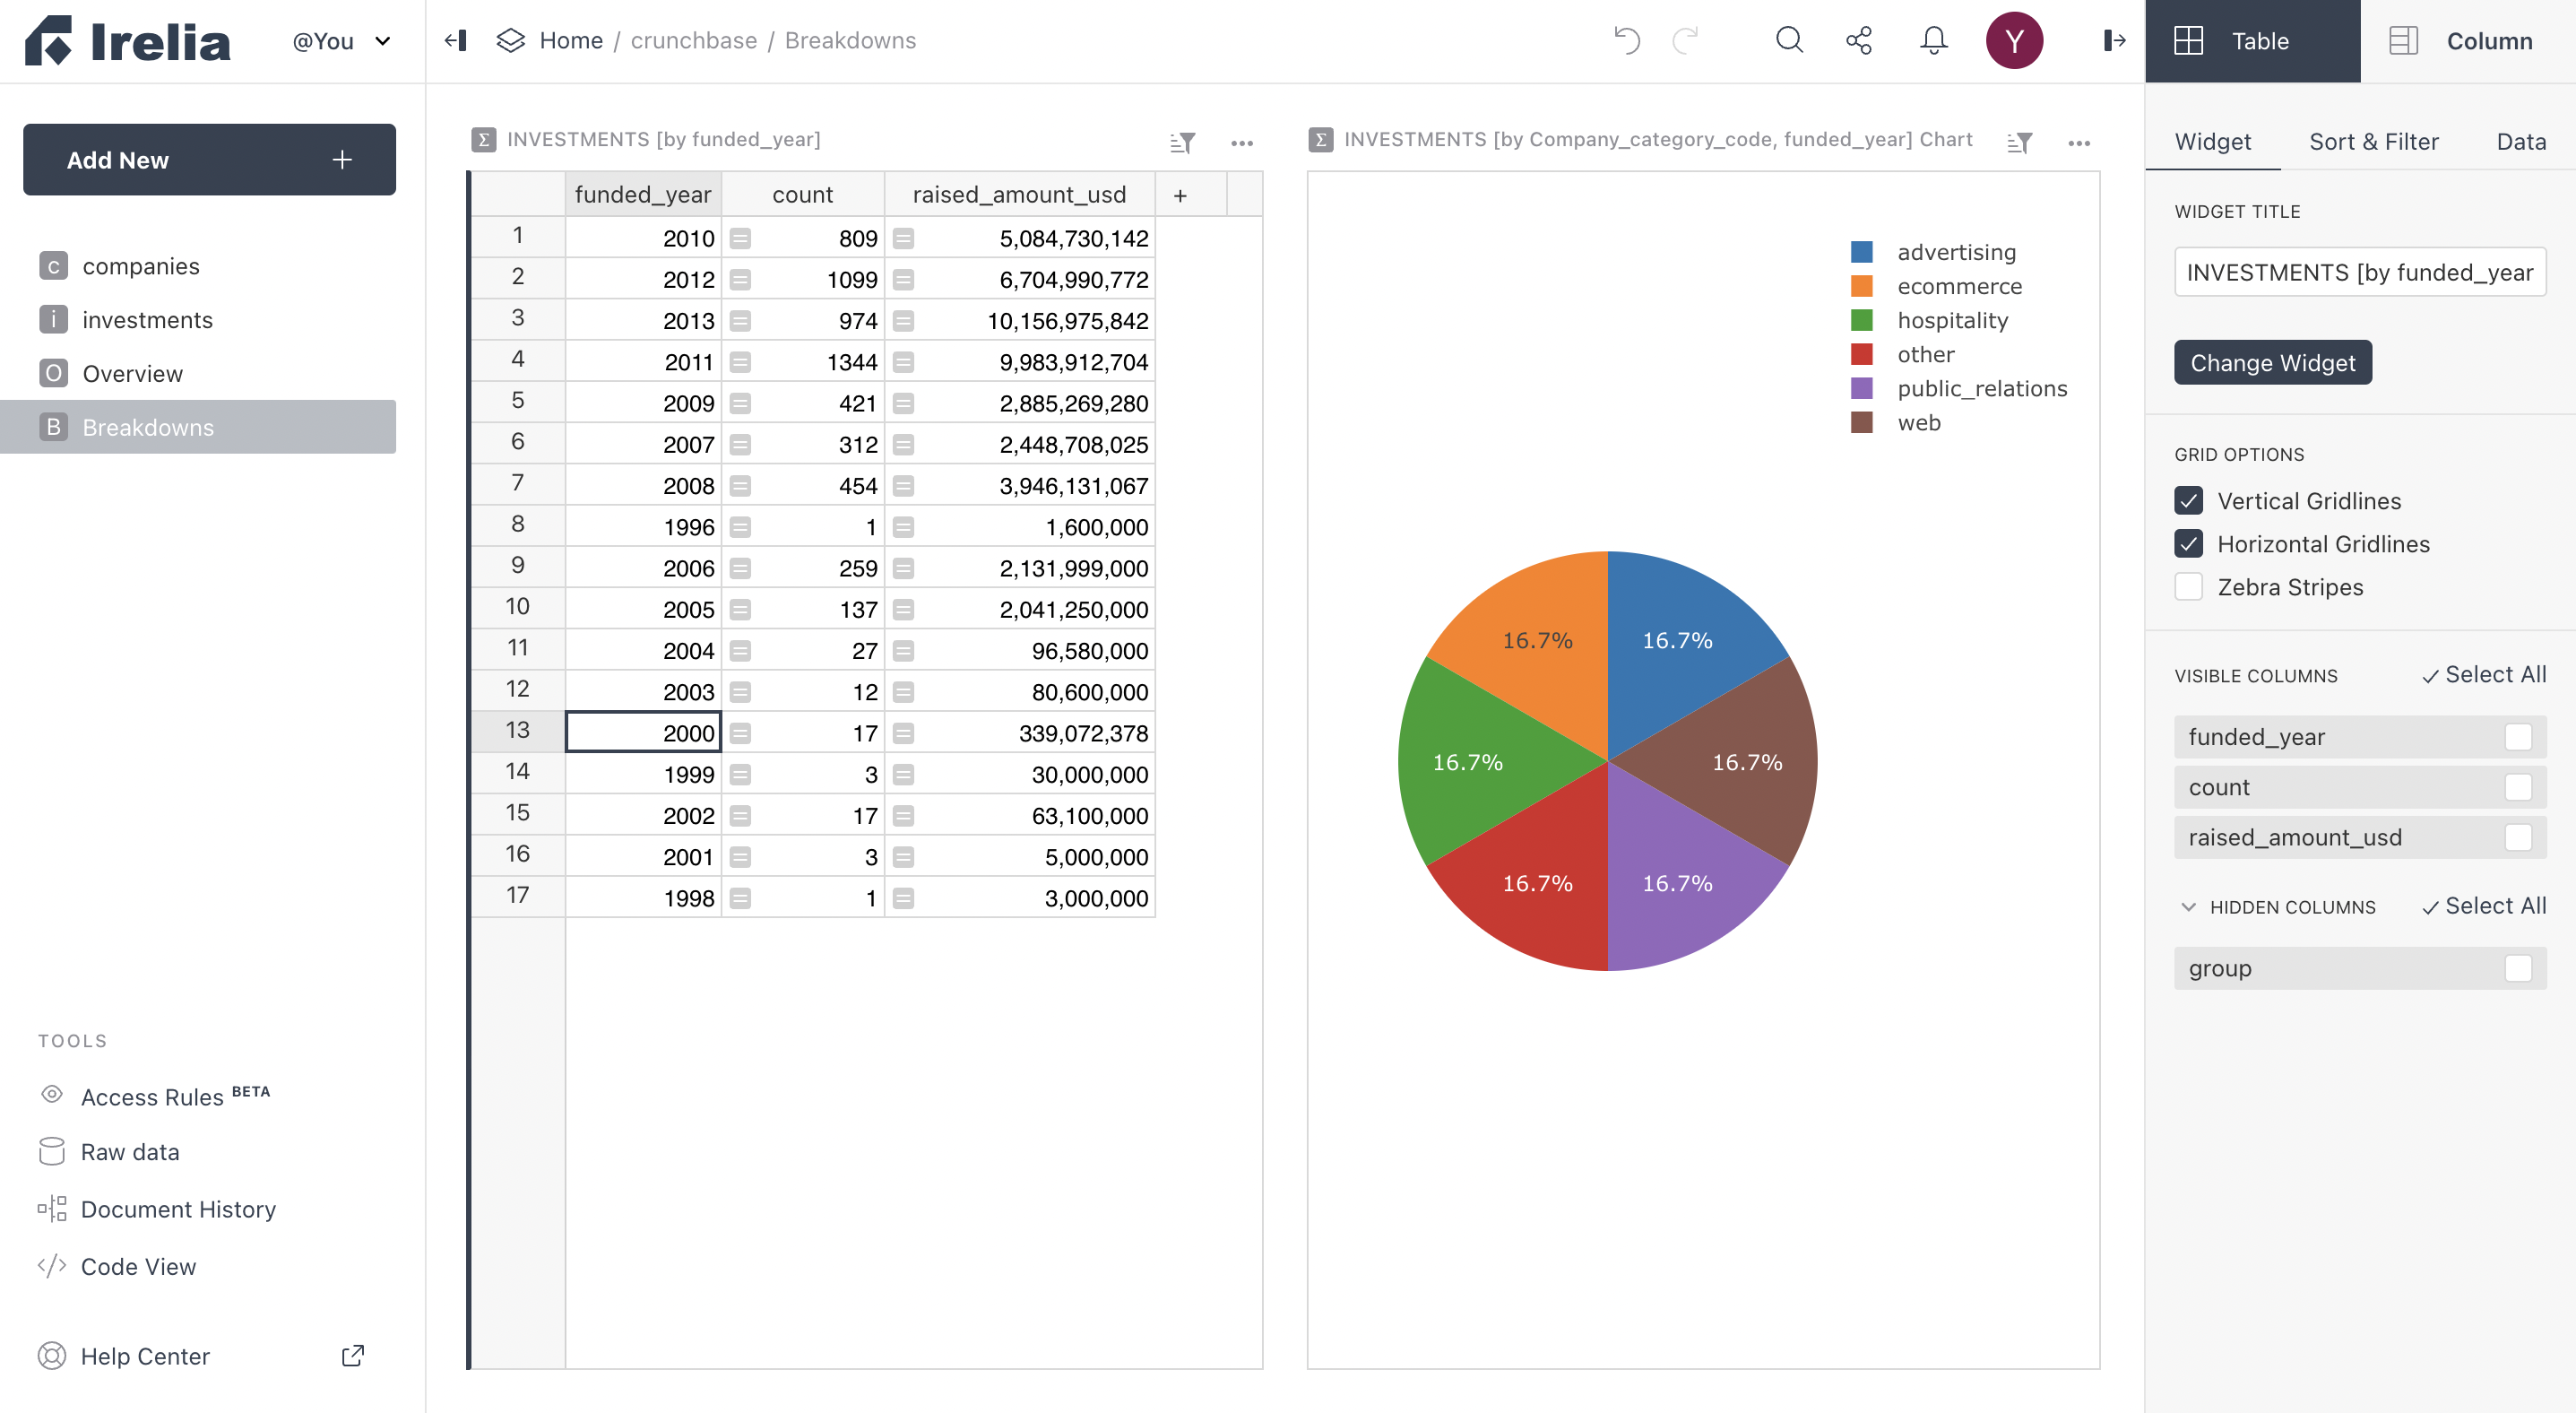 Irelia
@You
Home / crunchbase / Breakdowns
Y
Table
Column
Add New +
c companies
i investments
O Overview
B Breakdowns
TOOLS
Access Rules BETA
Raw data
Document History
Code View
Help Center
Σ INVESTMENTS [by funded_year]
funded_year count raised_amount_usd +
1 2010 = 809 = 5,084,730,142
2 2012 = 1099 = 6,704,990,772
3 2013 = 974 = 10,156,975,842
4 2011 = 1344 = 9,983,912,704
5 2009 = 421 = 2,885,269,280
6 2007 = 312 = 2,448,708,025
7 2008 = 454 = 3,946,131,067
8 1996 = 1 = 1,600,000
9 2006 = 259 = 2,131,999,000
10 2005 = 137 = 2,041,250,000
11 2004 = 27 = 96,580,000
12 2003 = 12 = 80,600,000
13 2000 = 17 = 339,072,378
14 1999 = 3 = 30,000,000
15 2002 = 17 = 63,100,000
16 2001 = 3 = 5,000,000
17 1998 = 1 = 3,000,000
Σ INVESTMENTS [by Company_category_code, funded_year] Chart
advertising
ecommerce
hospitality
other
public_relations
web
16.7% 16.7%
16.7% 16.7%
16.7% 16.7%
Widget Sort & Filter Data
WIDGET TITLE
INVESTMENTS [by funded_year
Change Widget
GRID OPTIONS
Vertical Gridlines
Horizontal Gridlines
Zebra Stripes
VISIBLE COLUMNS Select All
funded_year
count
raised_amount_usd
HIDDEN COLUMNS Select All
group